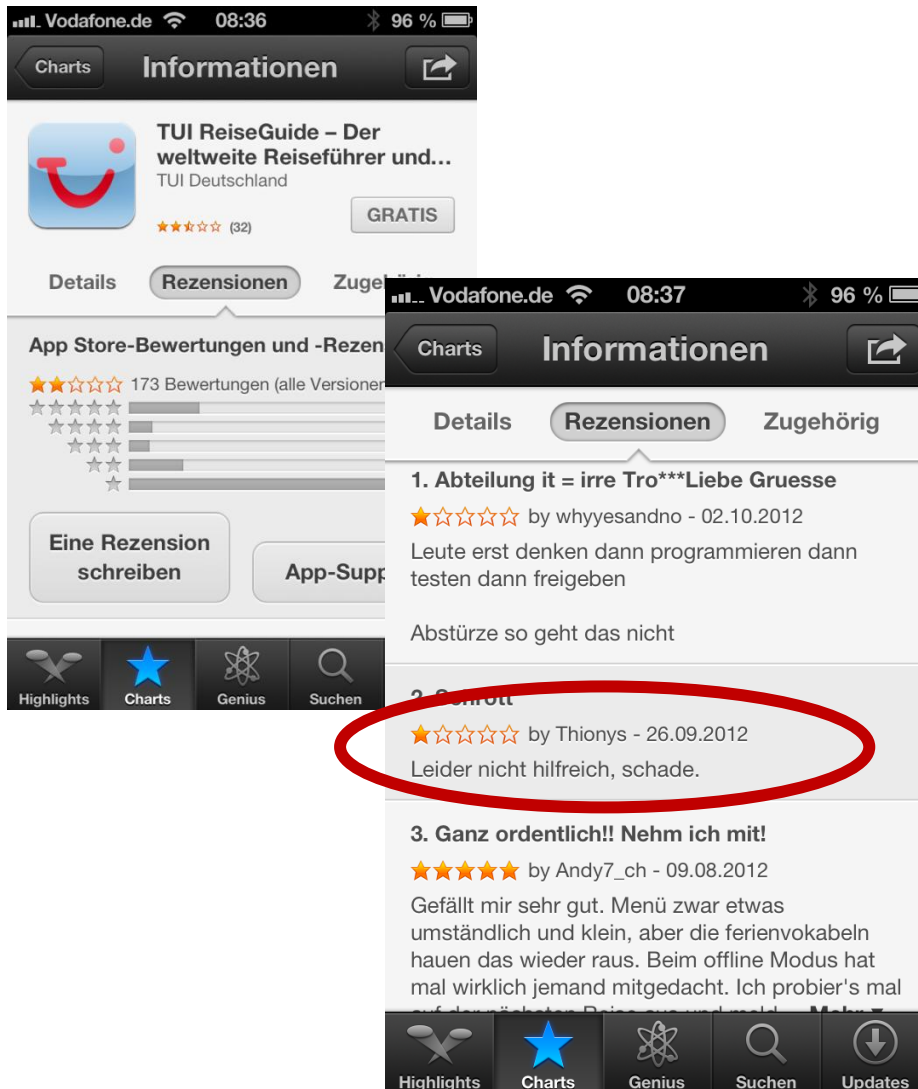 Vodafone.de 08:36 96 %
Charts Informationen
TUI ReiseGuide – Der
weltweite Reiseführer und...
TUI Deutschland
(32) GRATIS
Details Rezensionen
App Store-Bewertungen und
173 Bewertungen (alle
Eine Rezension
schreiben
Highlights Charts Genius Suchen
Vodafone.de 08:37 96 %
Charts Informationen
Details Rezensionen Zugehörig
1. Abteilung it = irre Tro***Liebe Gruesse
by whyyesandno - 02.10.2012
Leute erst denken dann programmieren dann
testen dann freigeben
Abstürze so geht das nicht
2. Schrott
by Thionys - 26.09.2012
Leider nicht hilfreich, schade.
3. Ganz ordentlich!! Nehm ich mit!
by Andy7_ch - 09.08.2012
Gefällt mir sehr gut. Menü zwar etwas
umständlich und klein, aber die ferienvokabeln
hauen das wieder raus. Beim offline Modus hat
mal wirklich jemand mitgedacht. Ich probier's mal
Highlights Charts Genius Suchen Updates